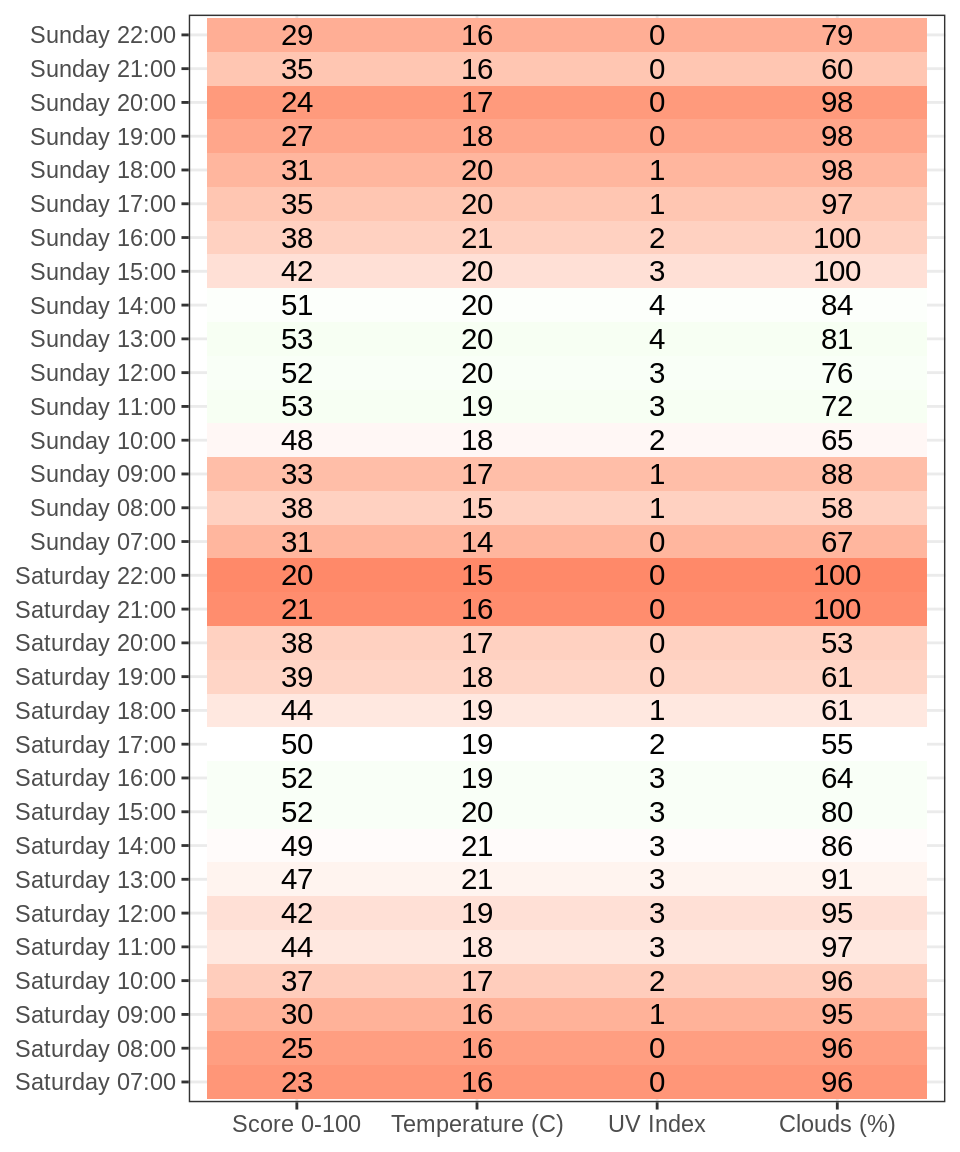 Sunday 22:00 29 16 0 79
Sunday 21:00 35 16 0 60
Sunday 20:00 24 17 0 98
Sunday 19:00 27 18 0 98
Sunday 18:00 31 20 1 98
Sunday 17:00 35 20 1 97
Sunday 16:00 38 21 2 100
Sunday 15:00 42 20 3 100
Sunday 14:00 51 20 4 84
Sunday 13:00 53 20 4 81
Sunday 12:00 52 20 3 76
Sunday 11:00 53 19 3 72
Sunday 10:00 48 18 2 65
Sunday 09:00 33 17 1 88
Sunday 08:00 38 15 1 58
Sunday 07:00 31 14 0 67
Saturday 22:00 20 15 0 100
Saturday 21:00 21 16 0 100
Saturday 20:00 38 17 0 53
Saturday 19:00 39 18 0 61
Saturday 18:00 44 19 1 61
Saturday 17:00 50 19 2 55
Saturday 16:00 52 19 3 64
Saturday 15:00 52 20 3 80
Saturday 14:00 49 21 3 86
Saturday 13:00 47 21 3 91
Saturday 12:00 42 19 3 95
Saturday 11:00 44 18 3 97
Saturday 10:00 37 17 2 96
Saturday 09:00 30 16 1 95
Saturday 08:00 25 16 0 96
Saturday 07:00 23 16 0 96
Score 0-100 Temperature (C) UV Index Clouds (%)